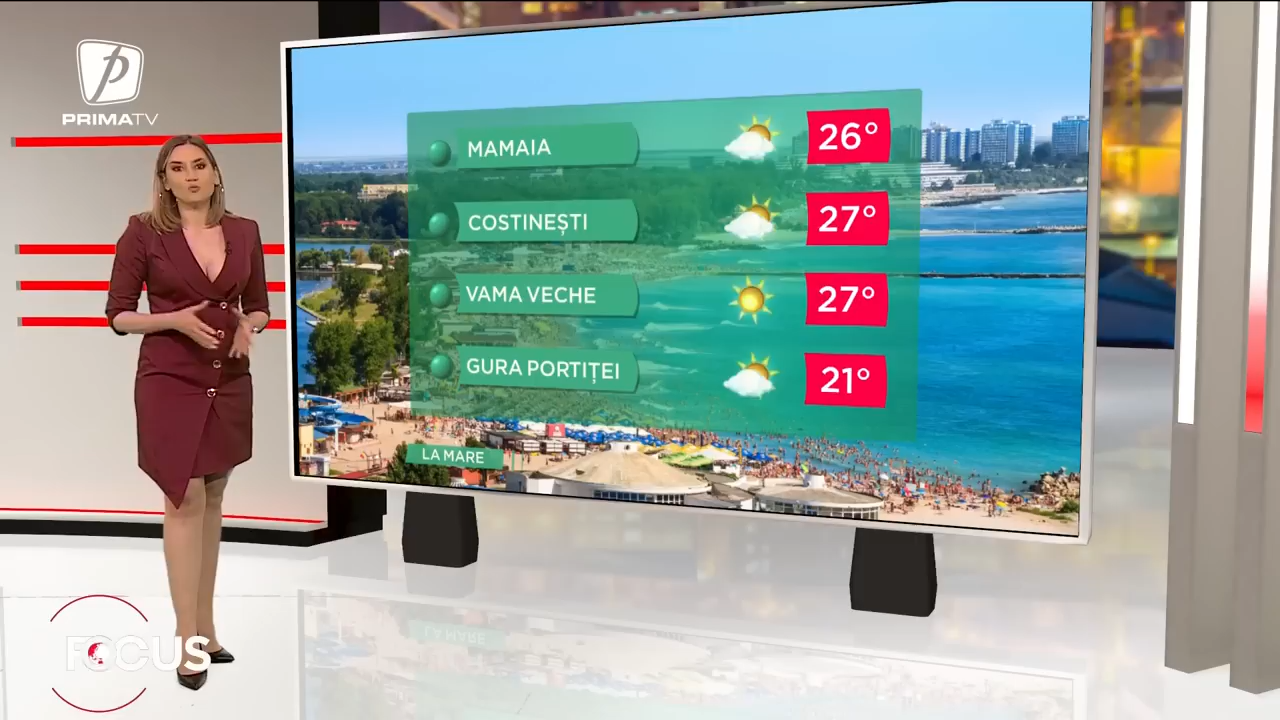 PRIMATV
MAMAIA 26°
COSTINEȘTI 27°
VAMA VECHE 27°
GURA PORTIȚEI 21°
LA MARE
FOCUS